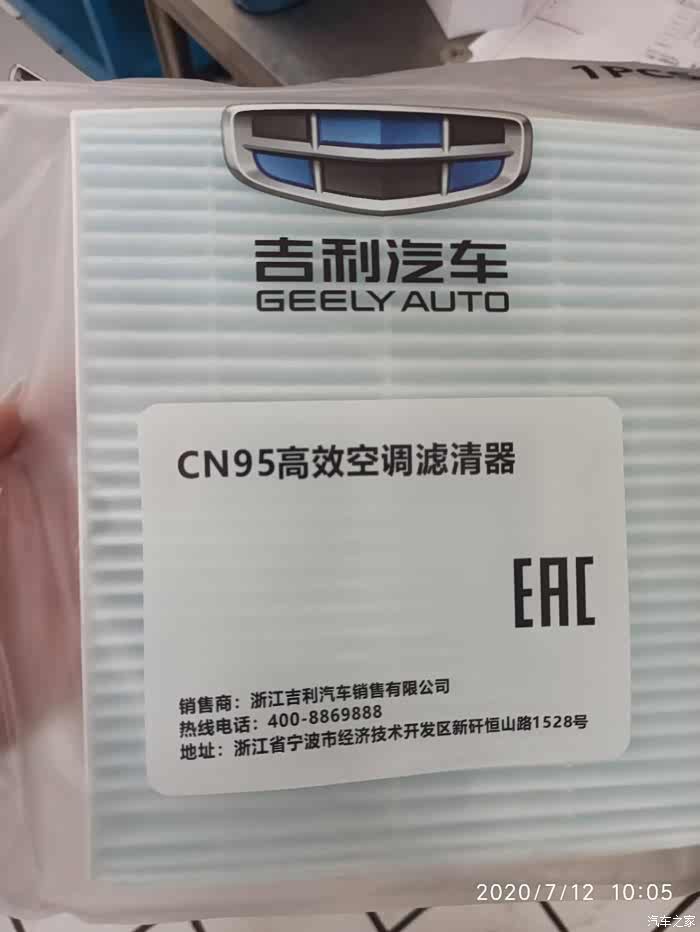 1PCS
吉利汽车
GEELY AUTO
CN95高效空调滤清器
EAC
销售商：浙江吉利汽车销售有限公司
热线电话：400-8869888
地址：浙江省宁波市经济技术开发区新矸恒山路1528号
2020/7/12 10:05
汽车之家